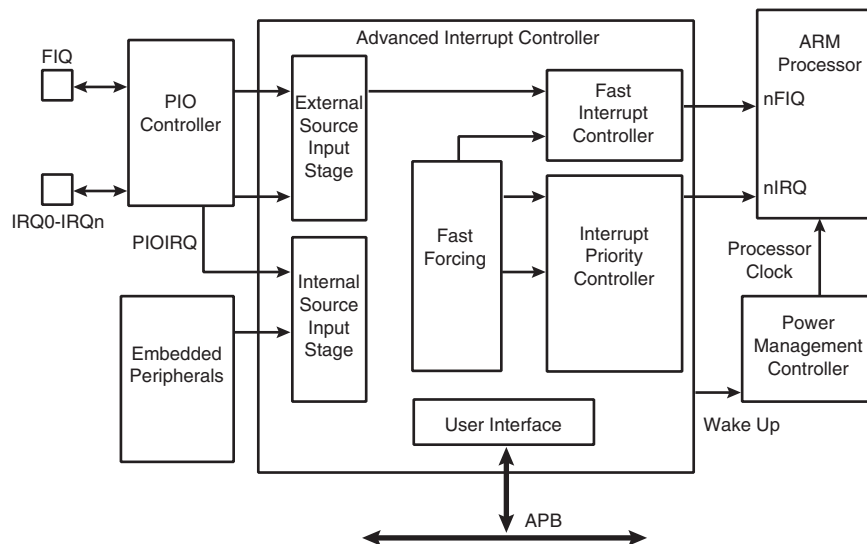 FIQ
IRQ0-IRQn
PIO
Controller
PIOIRQ
Embedded
Peripherals
Advanced Interrupt Controller
External
Source
Input
Stage
Internal
Source
Input
Stage
Fast
Forcing
Fast
Interrupt
Controller
Interrupt
Priority
Controller
User Interface
APB
ARM
Processor
nFIQ
nIRQ
Processor
Clock
Power
Management
Controller
Wake Up